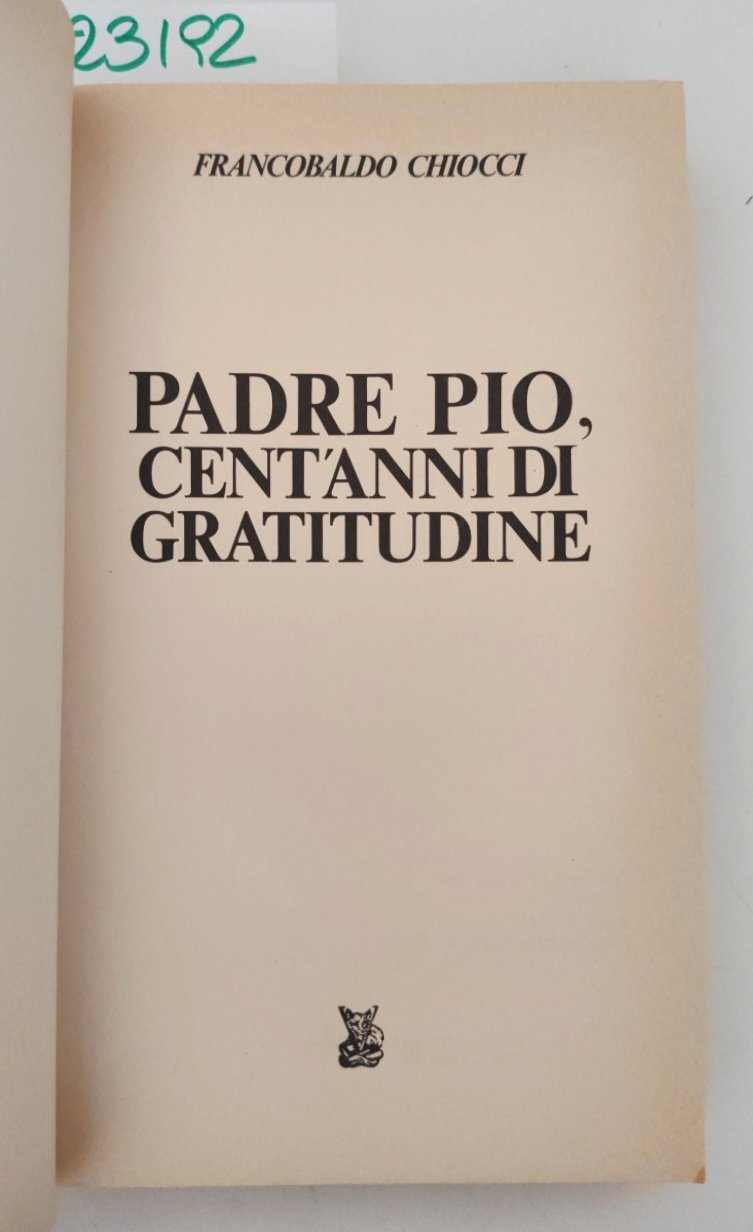 23192
FRANCOBALDO CHIOCCI
PADRE PIO,
CENT'ANNI DI
GRATITUDINE